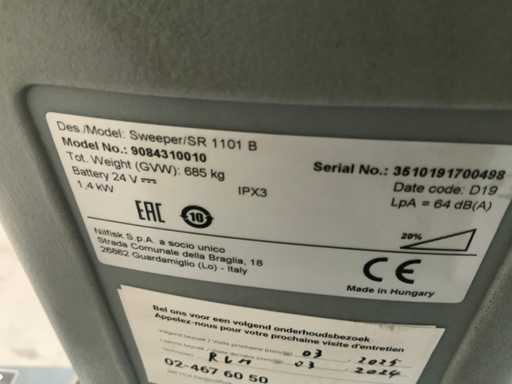 Des./Model: Sweeper/SR 1101 B
Model No.: 9084310010
Tot. Weight (GVW): 685 kg
Battery 24 V
1,4 kW
IPX3
Serial No.: 3510191700498
Date code: D19
LpA = 64 dB(A)
EAC
10
20%
Nilfisk S.p.A. a socio unico
Strada Comunale della Braglia, 18
26862 Guardamiglio (Lo) - Italy
CE
Made in Hungary
Bel ons voor een volgend onderhoudsbezoek
Appelez-nous pour votre prochaine visite d'entretien
03 2025
03 2024
02-467 60 50